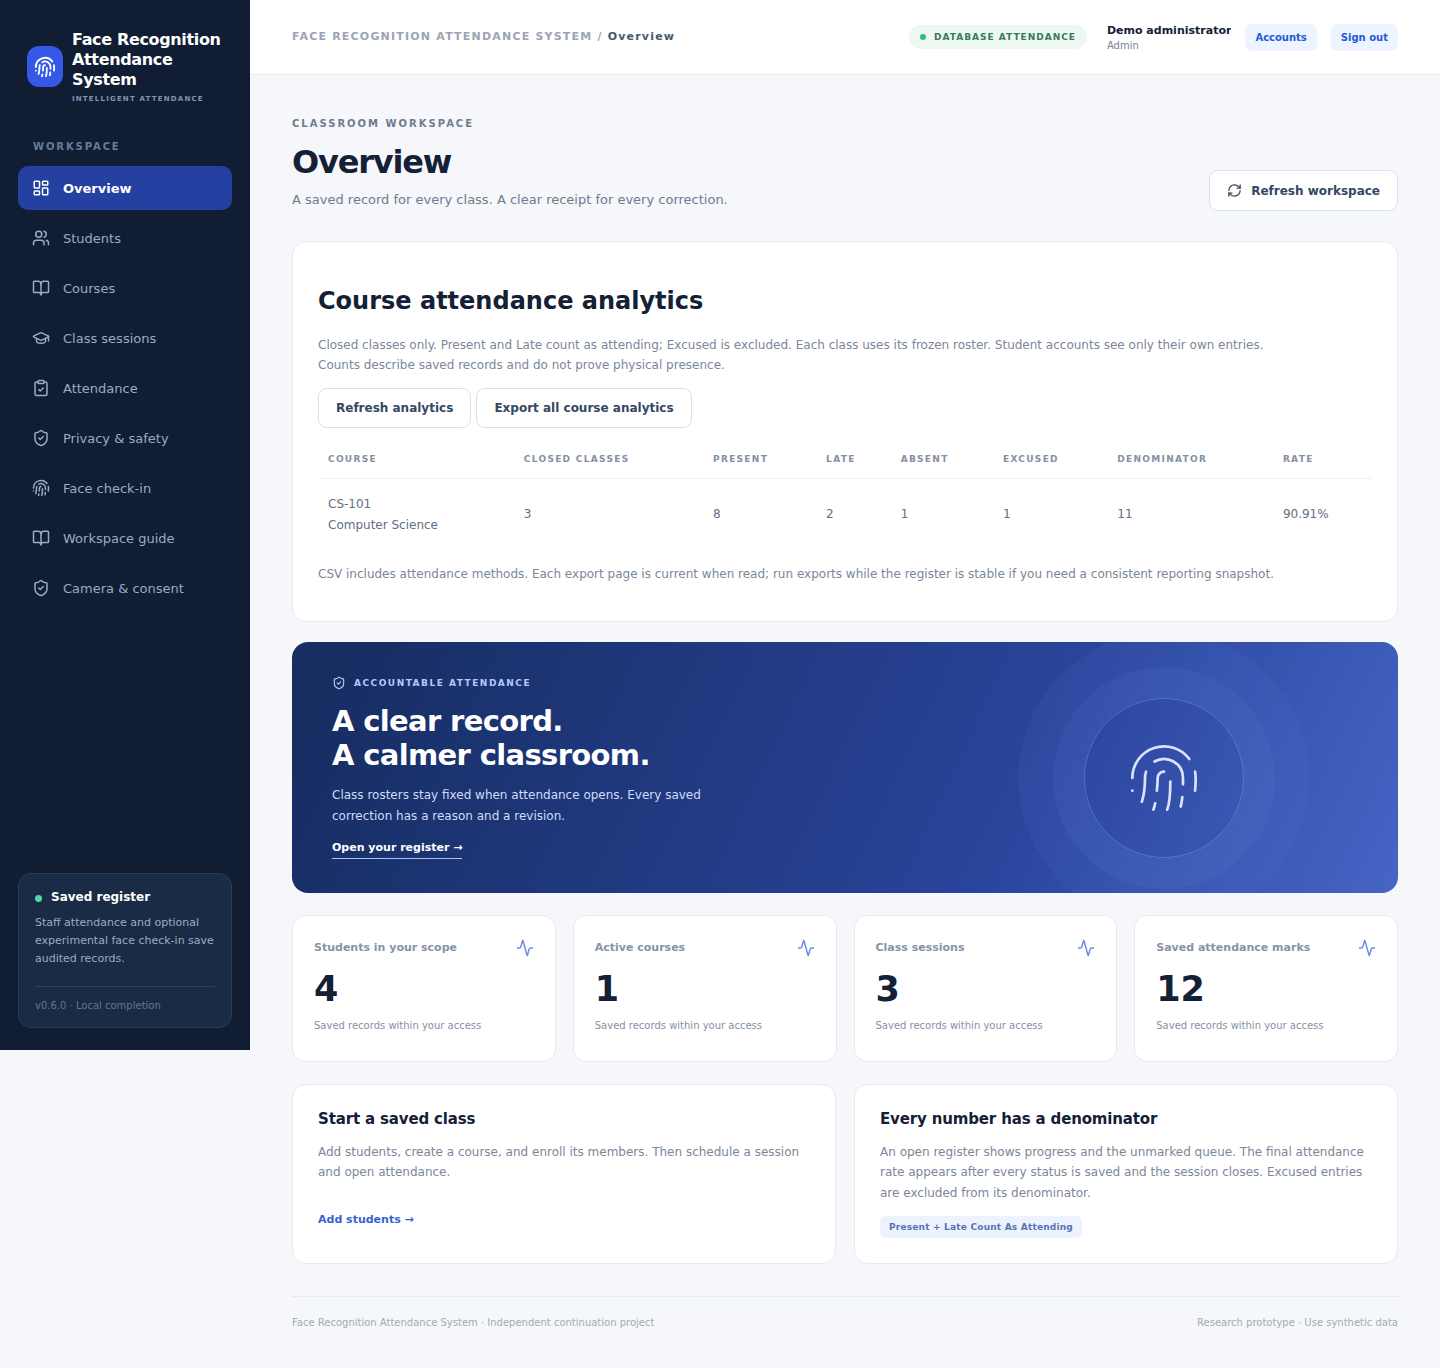 Face Recognition
Attendance
System
INTELLIGENT ATTENDANCE
WORKSPACE
Overview
Students
Courses
Class sessions
Attendance
Privacy & safety
Face check-in
Workspace guide
Camera & consent
Saved register
Staff attendance and optional
experimental face check-in save
audited records.
v0.6.0 · Local completion
FACE RECOGNITION ATTENDANCE SYSTEM / Overview
DATABASE ATTENDANCE
Demo administrator
Admin
Accounts
Sign out
CLASSROOM WORKSPACE
Overview
A saved record for every class. A clear receipt for every correction.
Refresh workspace
Course attendance analytics
Closed classes only. Present and Late count as attending; Excused is excluded. Each class uses its frozen roster. Student accounts see only their own entries.
Counts describe saved records and do not prove physical presence.
Refresh analytics
Export all course analytics
COURSE CLOSED CLASSES PRESENT LATE ABSENT EXCUSED DENOMINATOR RATE
CS-101
Computer Science
3 8 2 1 1 11 90.91%
CSV includes attendance methods. Each export page is current when read; run exports while the register is stable if you need a consistent reporting snapshot.
ACCOUNTABLE ATTENDANCE
A clear record.
A calmer classroom.
Class rosters stay fixed when attendance opens. Every saved
correction has a reason and a revision.
Open your register →
Students in your scope
4
Saved records within your access
Active courses
1
Saved records within your access
Class sessions
3
Saved records within your access
Saved attendance marks
12
Saved records within your access
Start a saved class
Add students, create a course, and enroll its members. Then schedule a session
and open attendance.
Add students →
Every number has a denominator
An open register shows progress and the unmarked queue. The final attendance
rate appears after every status is saved and the session closes. Excused entries
are excluded from its denominator.
Present + Late Count As Attending
Face Recognition Attendance System · Independent continuation project
Research prototype · Use synthetic data